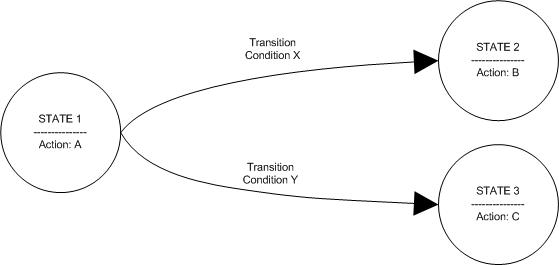 STATE 1
---------------
Action: A
Transition
Condition X
STATE 2
---------------
Action: B
Transition
Condition Y
STATE 3
---------------
Action: C